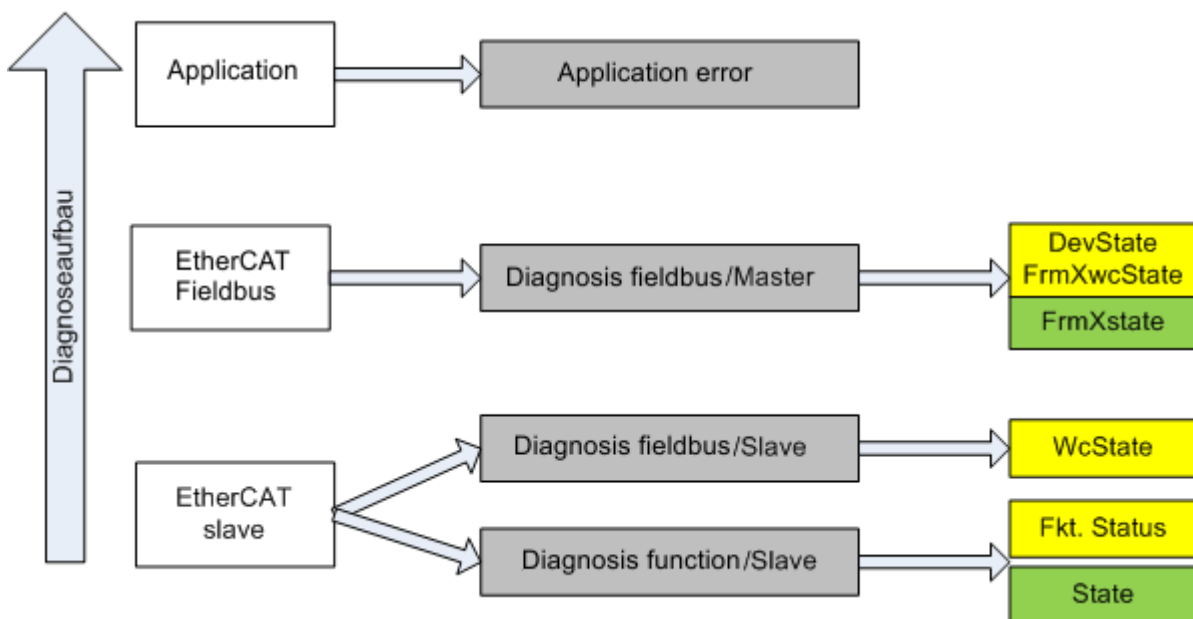 Application
Application error
Diagnoseaufbau
EtherCAT
Fieldbus
Diagnosis fieldbus/Master
DevState
FrmXwcState
FrmXstate
EtherCAT
slave
Diagnosis fieldbus/Slave
WcState
Diagnosis function/Slave
Fkt. Status
State